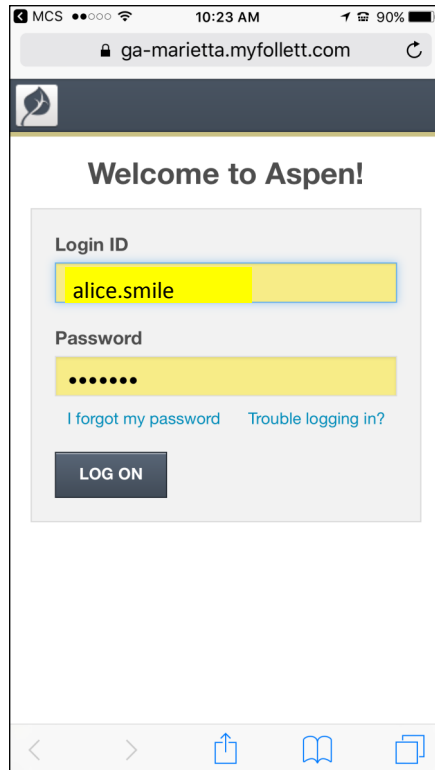 MCS 10:23 AM 90%
ga-marietta.myfollett.com
Welcome to Aspen!
Login ID
alice.smile
Password
•••••••
I forgot my password Trouble logging in?
LOG ON